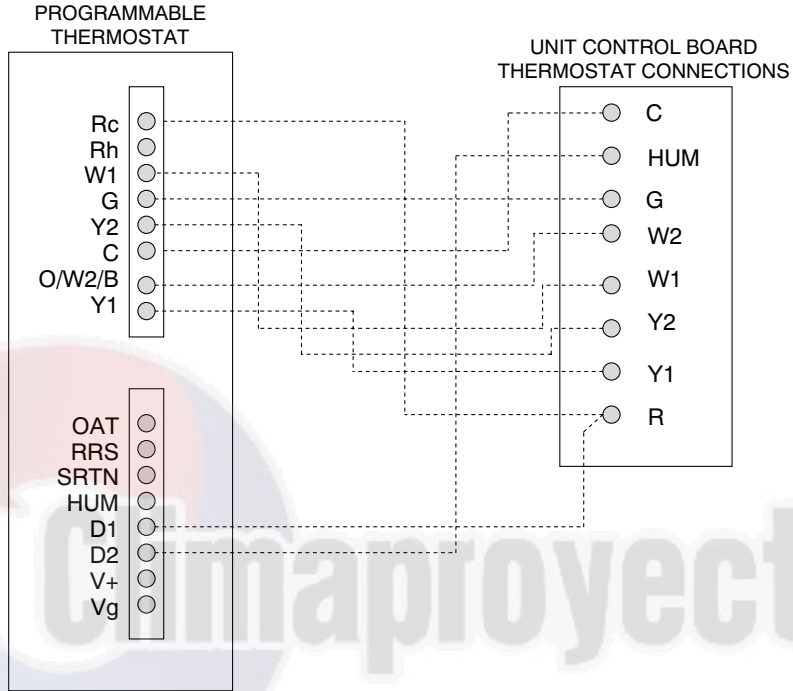 PROGRAMMABLE
THERMOSTAT
Rc
Rh
W1
G
Y2
C
O/W2/B
Y1
OAT
RRS
SRTN
HUM
D1
D2
V+
Vg
UNIT CONTROL BOARD
THERMOSTAT CONNECTIONS
C
HUM
G
W2
W1
Y2
Y1
R
Climaproyect